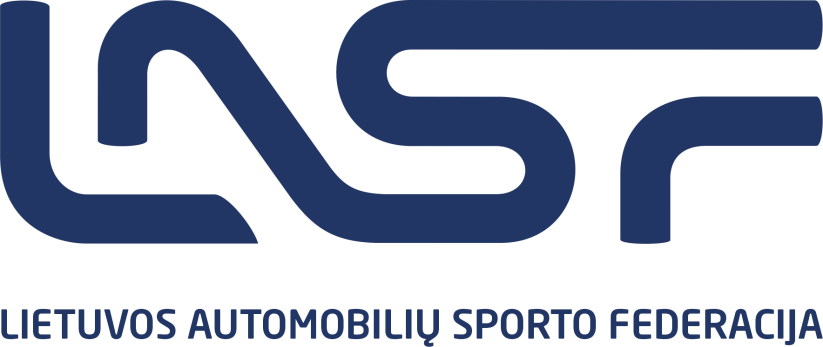 LASF
LIETUVOS AUTOMOBILIŲ SPORTO FEDERACIJA